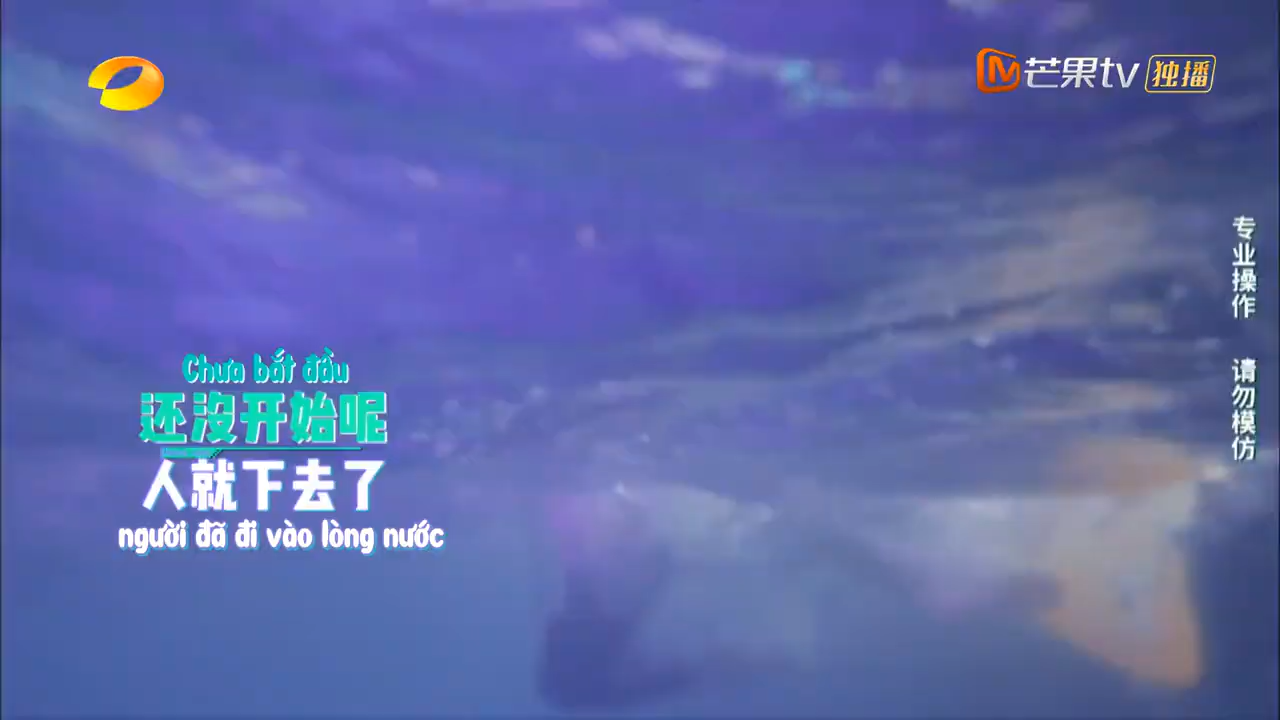 芒果tv 独播
专业操作 请勿模仿
Chưa bắt đầu
还没开始呢
人就下去了
người đã đi vào lòng nước